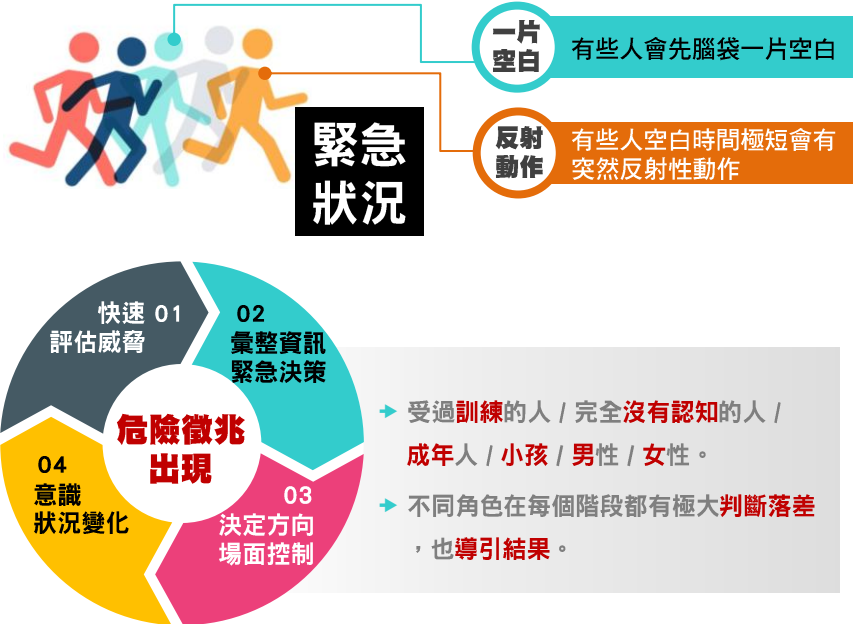 一片
空白
有些人會先腦袋一片空白
反射
動作
有些人空白時間極短會有
突然反射性動作
緊急
狀況
快速 01
評估威脅
02
彙整資訊
緊急決策
危險徵兆
出現
03
決定方向
場面控制
04
意識
狀況變化
受過訓練的人 / 完全沒有認知的人 /
成年人 / 小孩 / 男性 / 女性。
不同角色在每個階段都有極大判斷落差
，也導引結果。